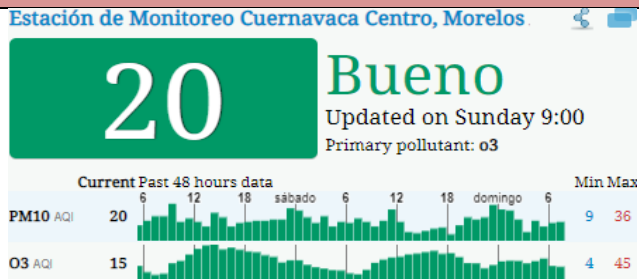 Estación de Monitoreo Cuernavaca Centro, Morelos
20
Bueno
Updated on Sunday 9:00
Primary pollutant: o3
Current Past 48 hours data Min Max
6 12 18 sábado 6 12 18 domingo 6
PM10 AQI 20 9 36
O3 AQI 15 4 45